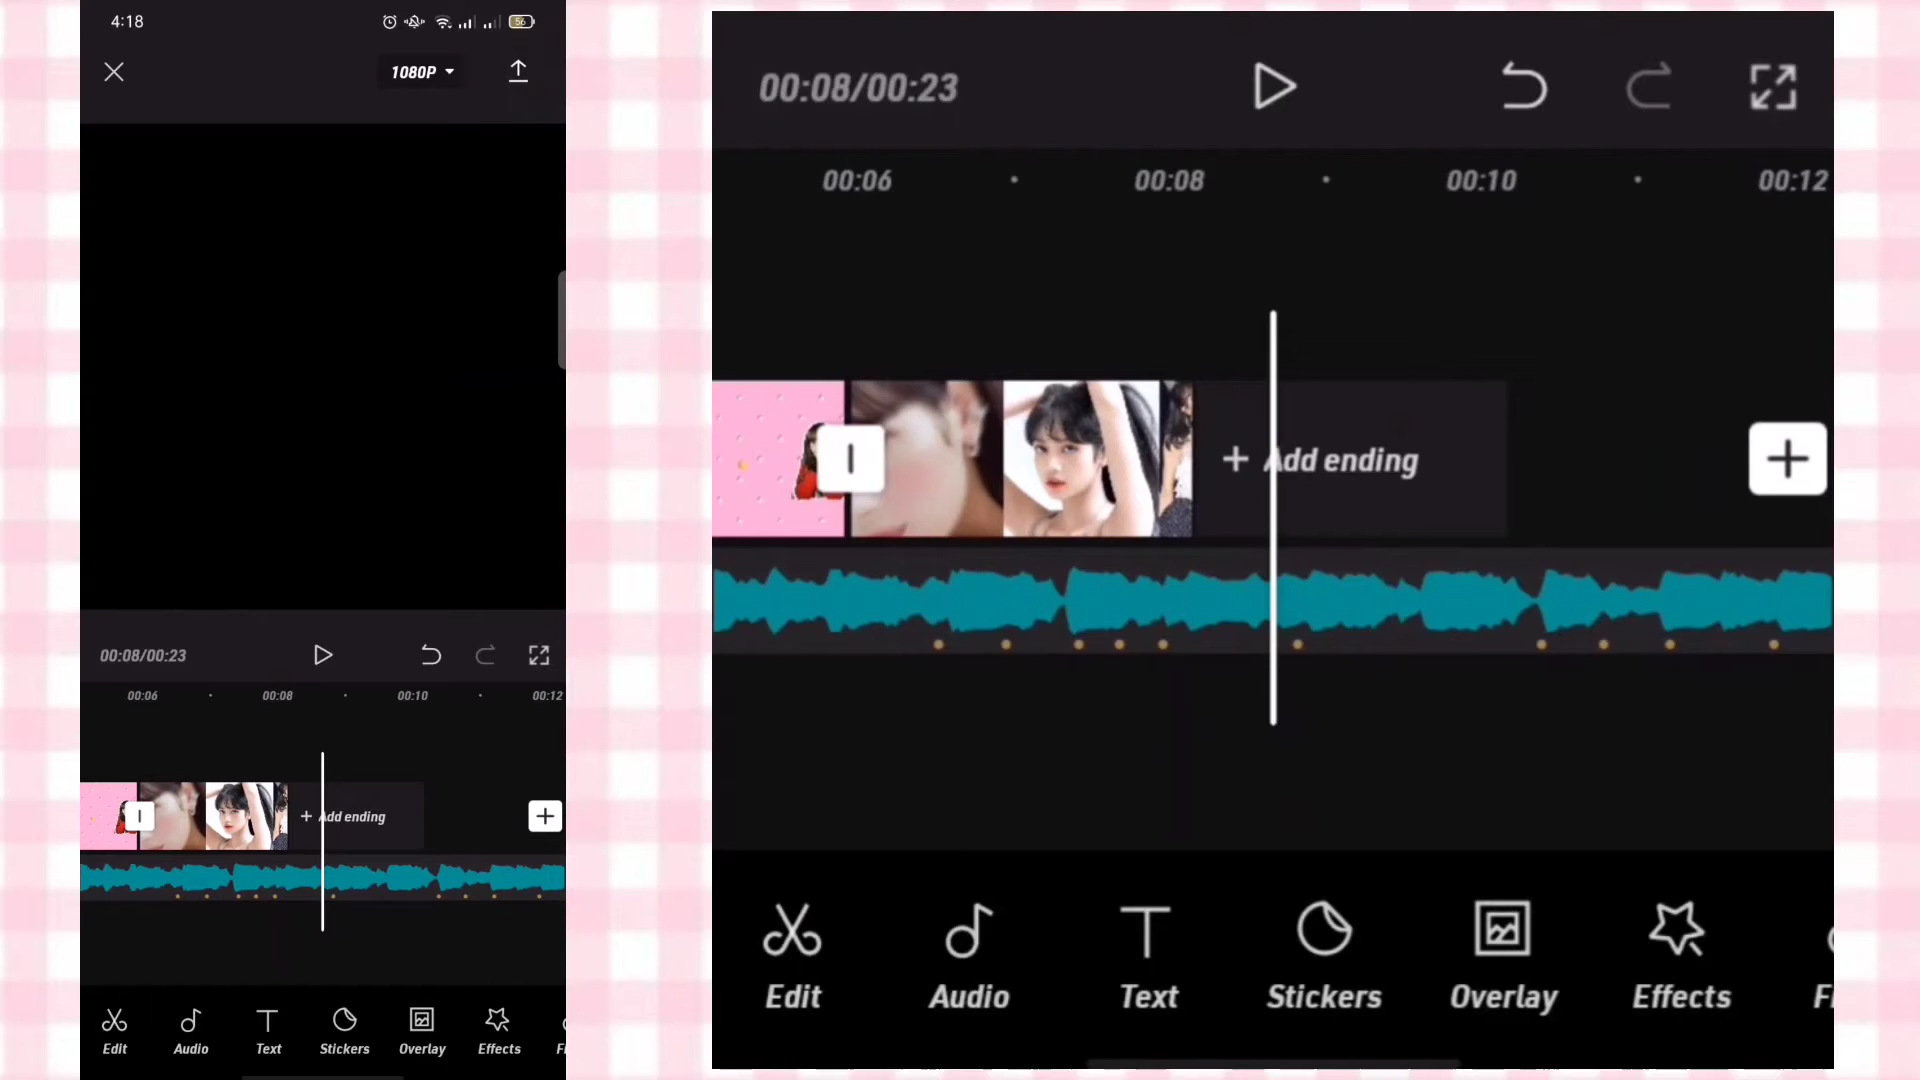 4:18
56
1080P
00:08/00:23
00:06
00:08
00:10
00:12
+ Add ending
Edit
Audio
Text
Stickers
Overlay
Effects
00:08/00:23
00:06
00:08
00:10
00:12
+ Add ending
Edit
Audio
Text
Stickers
Overlay
Effects